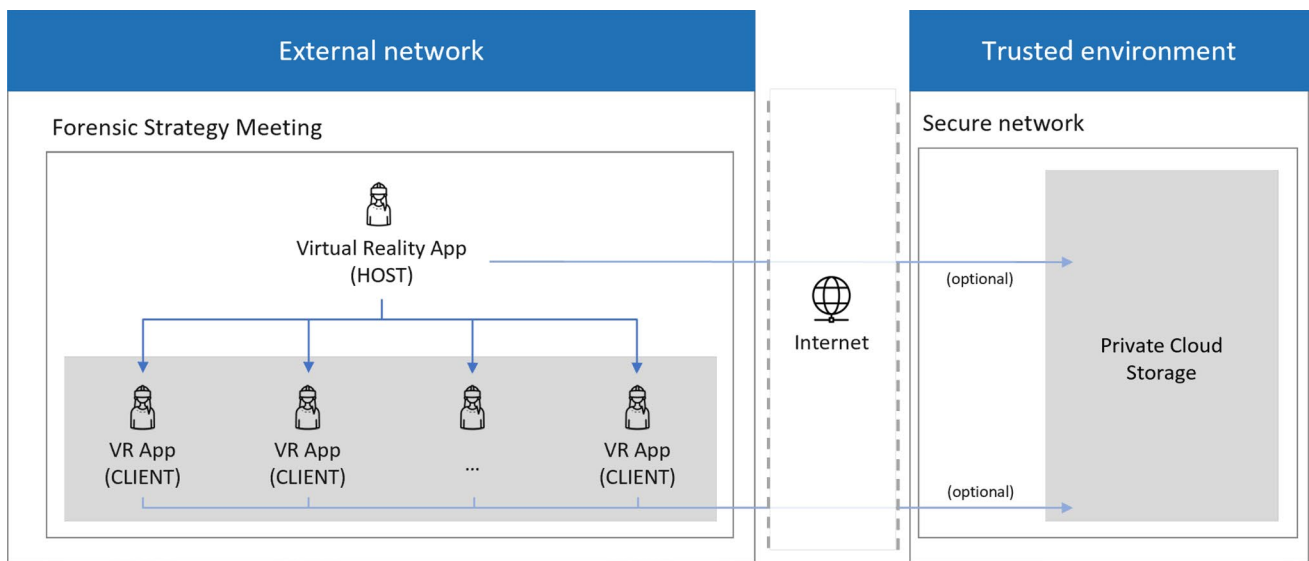 External network
Trusted environment
Forensic Strategy Meeting
Secure network
Virtual Reality App
(HOST)
(optional)
Internet
Private Cloud
Storage
VR App
(CLIENT)
VR App
(CLIENT)
...
VR App
(CLIENT)
(optional)